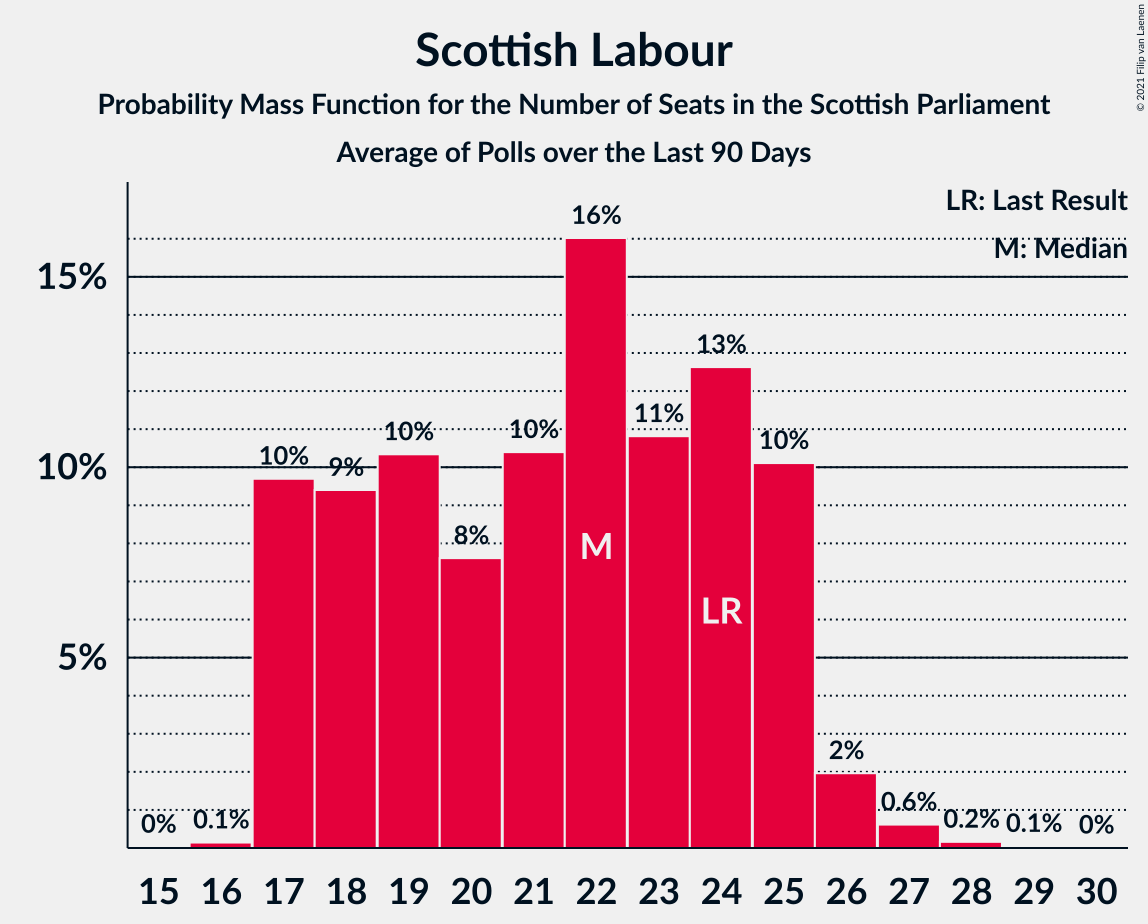 Scottish Labour
Probability Mass Function for the Number of Seats in the Scottish Parliament
Average of Polls over the Last 90 Days
© 2021 Filip van Laenen
LR: Last Result
M: Median
15%
10%
5%
0%
0.1%
10%
9%
10%
8%
10%
16%
11%
13%
10%
2%
0.6%
0.2%
0.1%
0%
M
LR
15 16 17 18 19 20 21 22 23 24 25 26 27 28 29 30